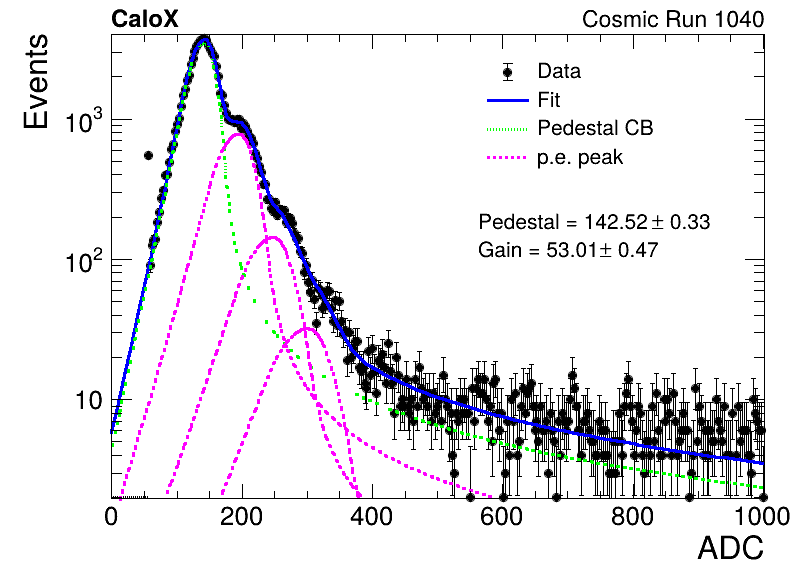 CaloX Cosmic Run 1040
Events
Data
Fit
Pedestal CB
p.e. peak
Pedestal = 142.52± 0.33
Gain = 53.01± 0.47
10³
10²
10
0 200 400 600 800 1000
ADC